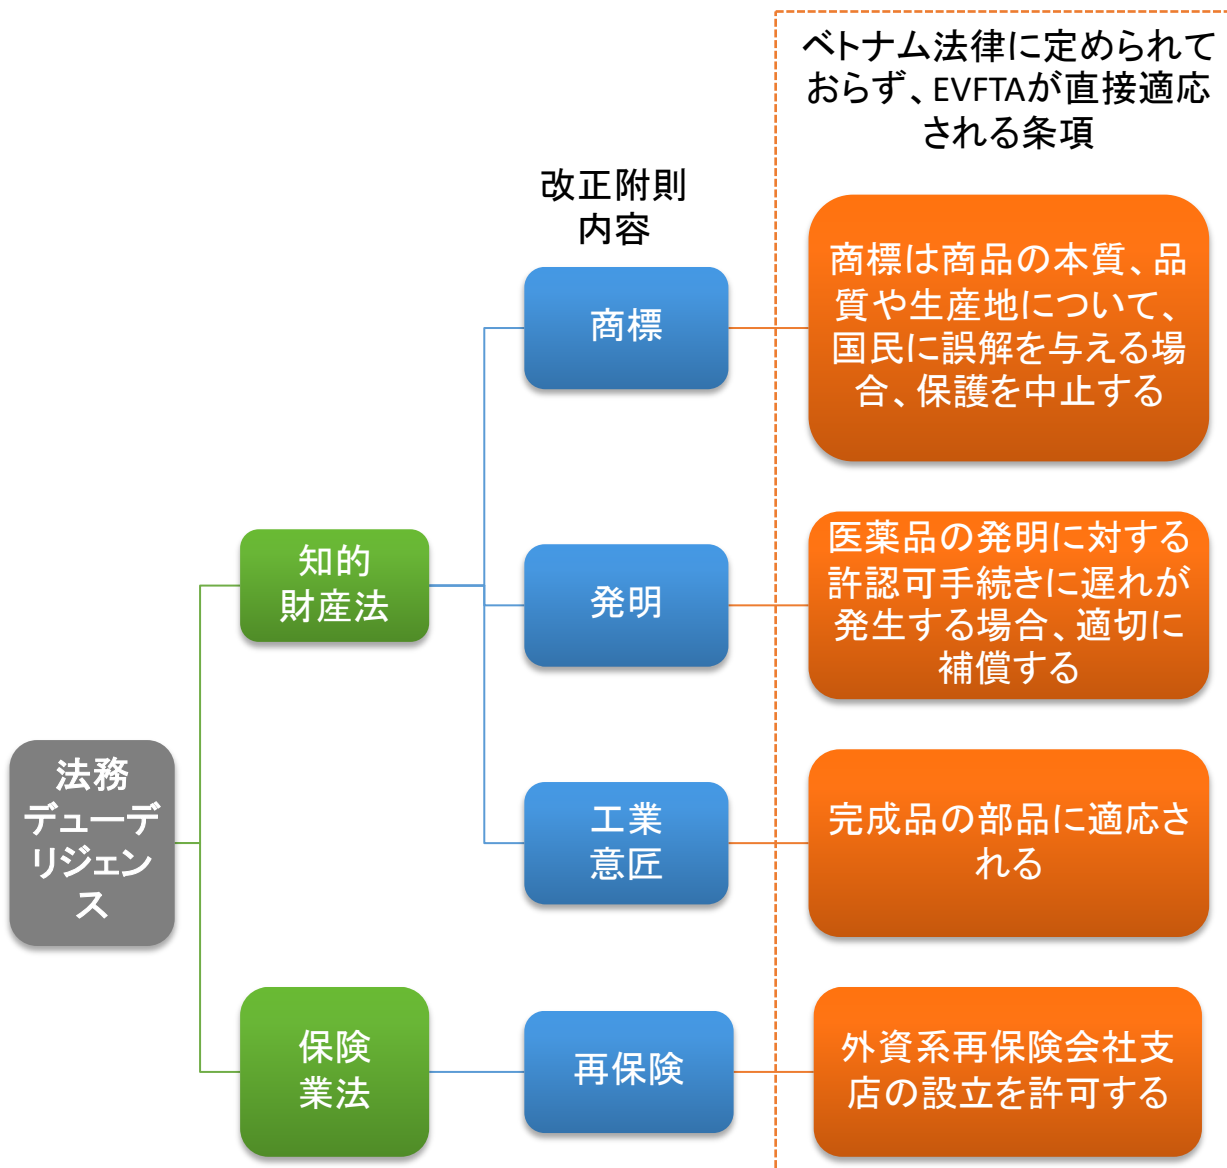 ベトナム法律に定められて
おらず、EVFTAが直接適応
される条項
改正附則
内容
商標
商標は商品の本質、品
質や生産地について、
国民に誤解を与える場
合、保護を中止する
知的
財産法
発明
医薬品の発明に対する
許認可手続きに遅れが
発生する場合、適切に
補償する
法務
デューデ
リジェン
ス
工業
意匠
完成品の部品に適応さ
れる
保険
業法
再保険
外資系再保険会社支
店の設立を許可する